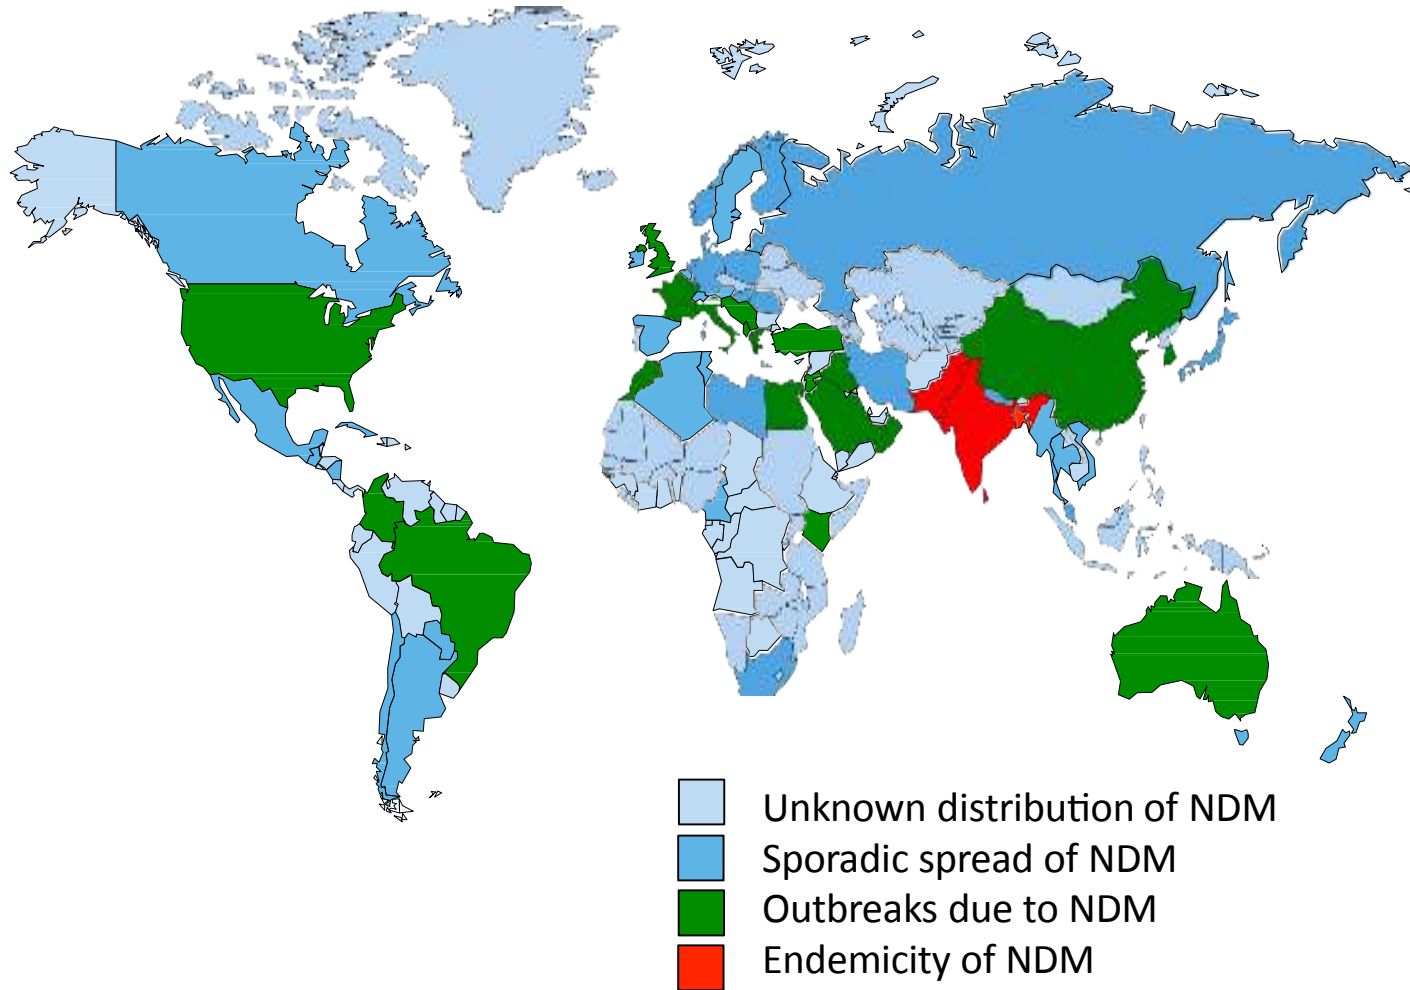 Unknown distribution of NDM
Sporadic spread of NDM
Outbreaks due to NDM
Endemicity of NDM